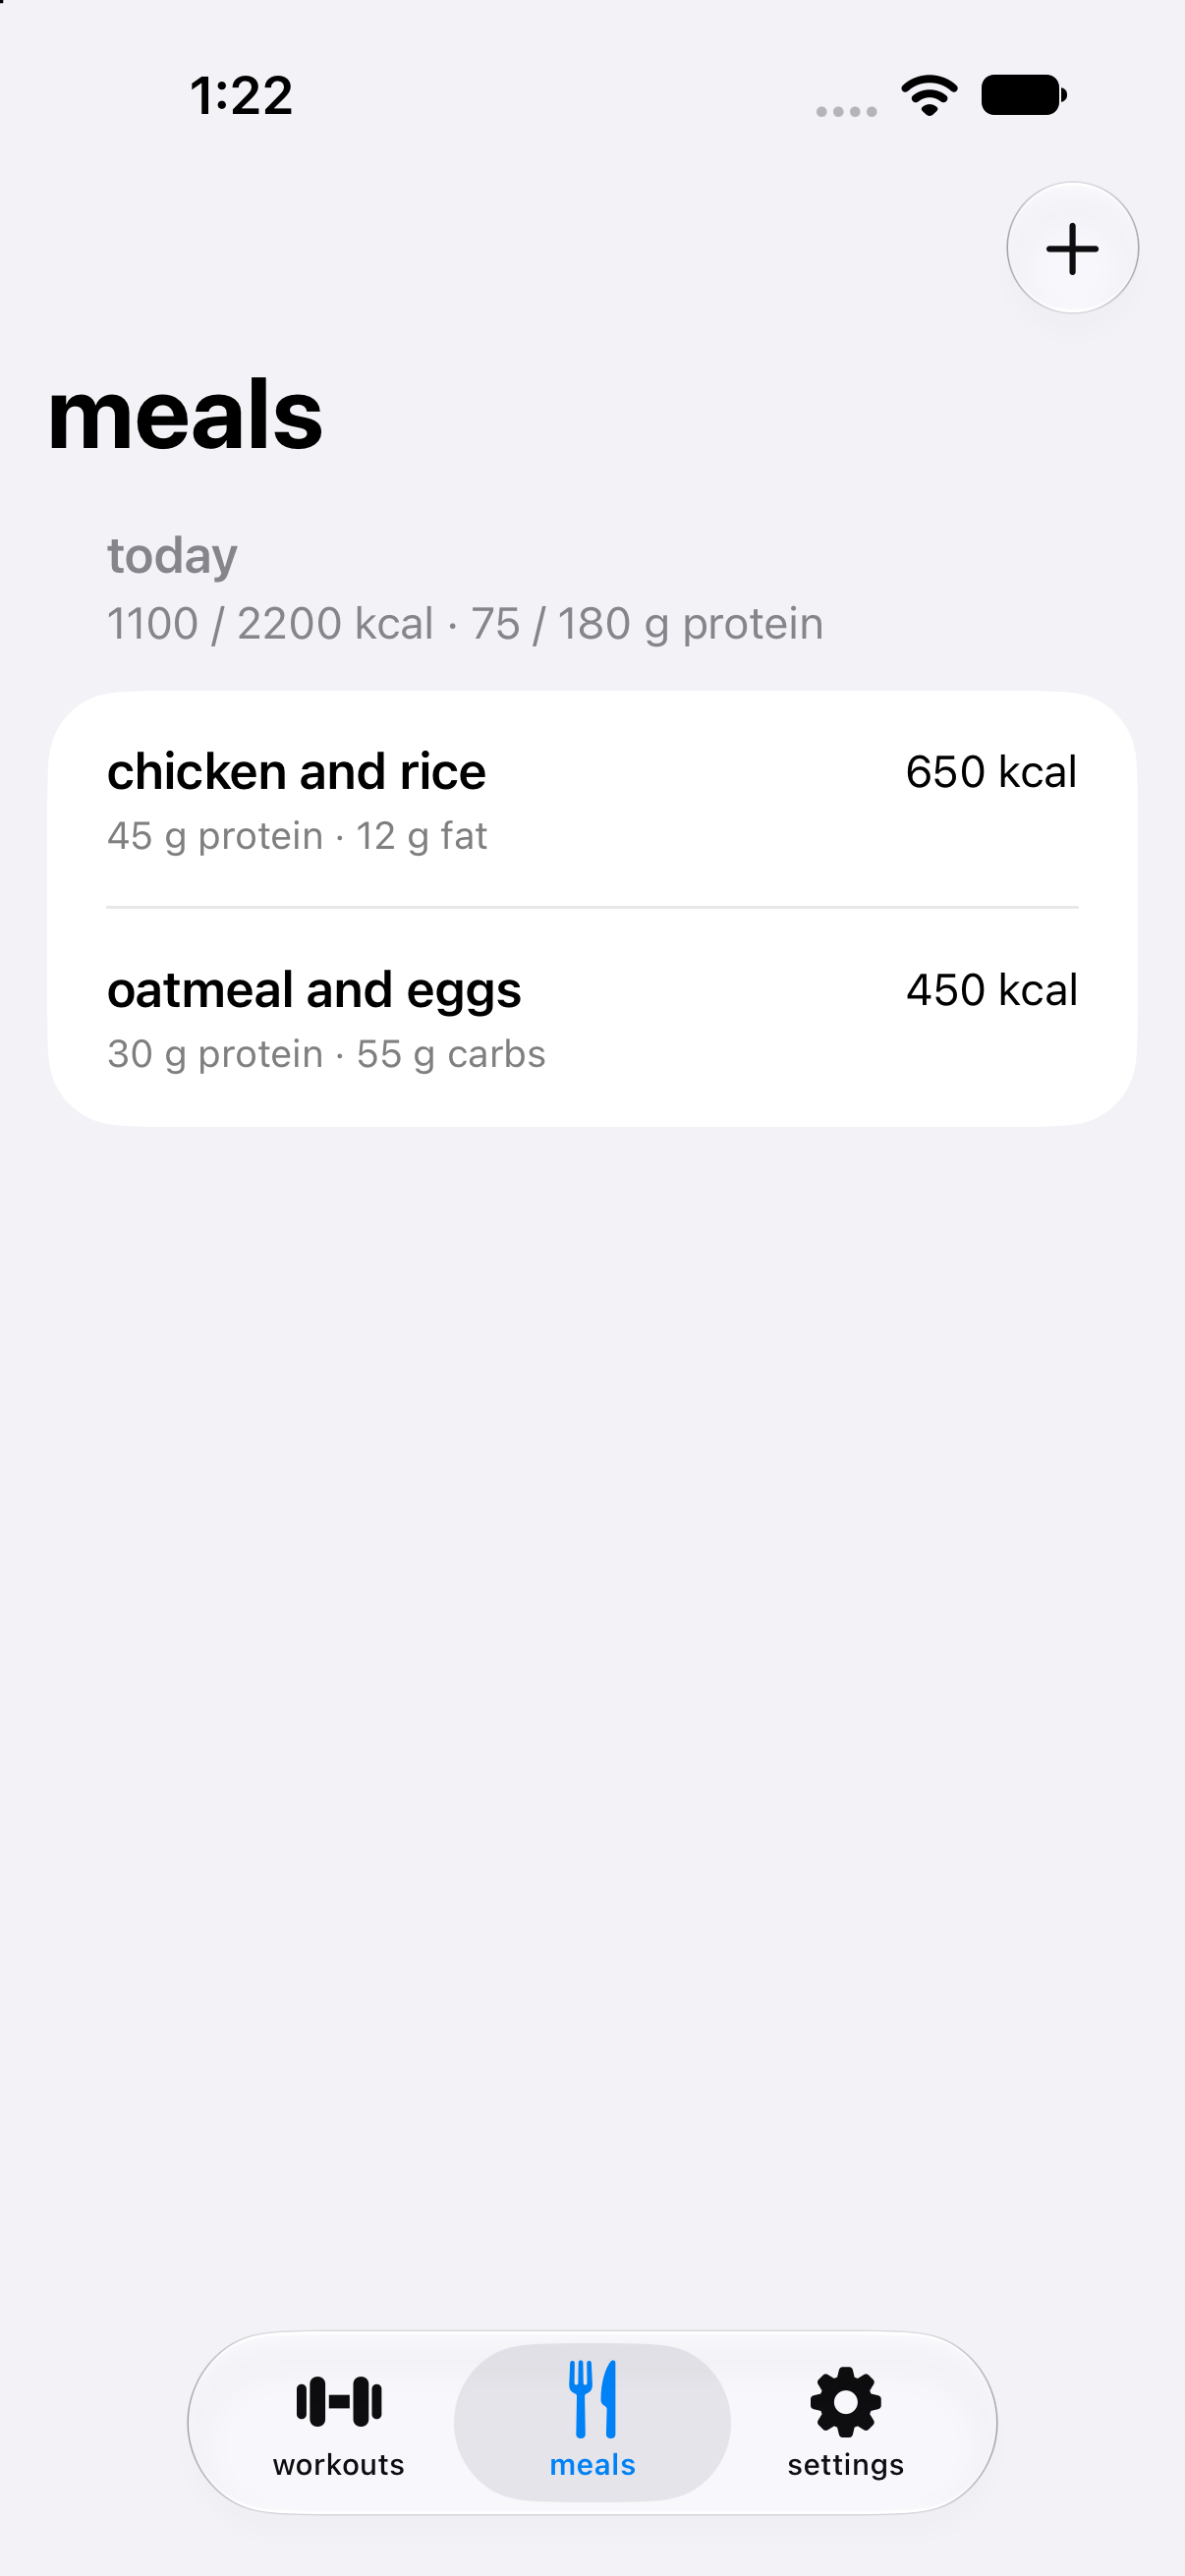 1:22
meals
today
1100 / 2200 kcal · 75 / 180 g protein
chicken and rice
650 kcal
45 g protein · 12 g fat
oatmeal and eggs
450 kcal
30 g protein · 55 g carbs
workouts
meals
settings